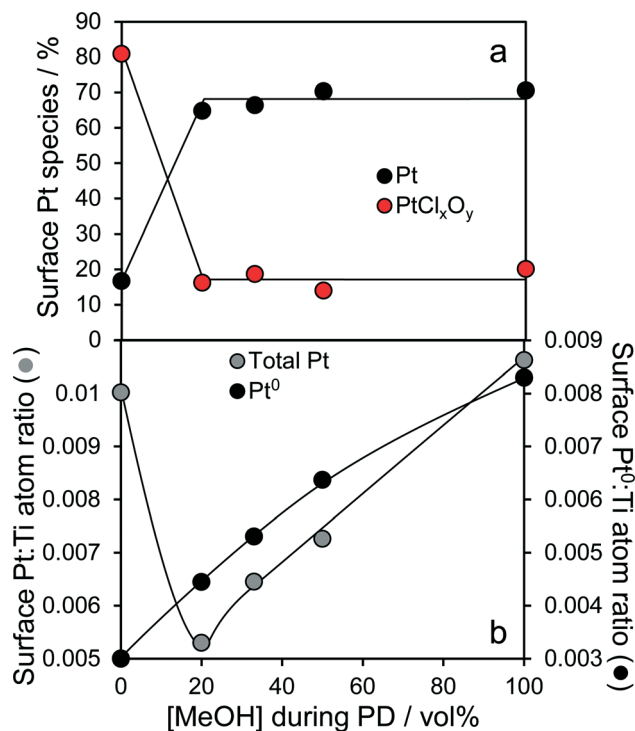 90
80
70
60
50
40
30
20
10
0
Surface Pt species / %
a
Pt
PtClxOy
0.01
0.009
0.008
0.007
0.006
0.005
Surface Pt:Ti atom ratio (●)
Total Pt
Pt⁰
b
0.009
0.008
0.007
0.006
0.005
0.004
0.003
Surface Pt⁰:Ti atom ratio (●)
0 20 40 60 80 100
[MeOH] during PD / vol%